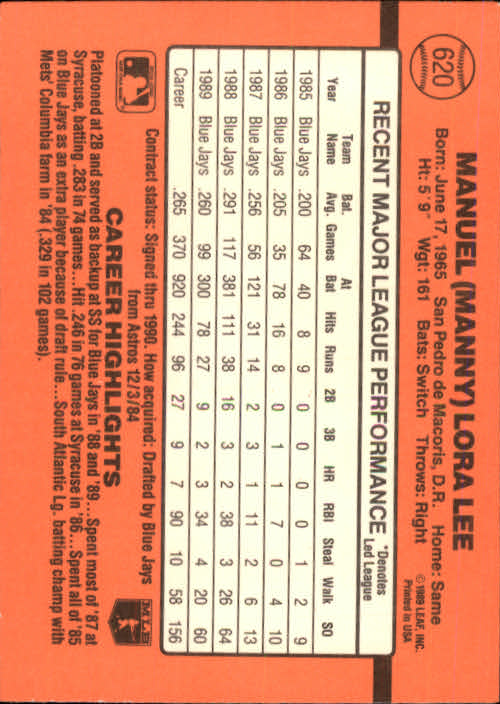 620
MANUEL (MANNY) LORA LEE
Born: June 17, 1965 San Pedro de Macoris, D.R. Home: Same
Ht: 5' 9" Wgt: 161 Bats: Switch Throws: Right
© 1989 LEAF, INC.
Printed in USA
RECENT MAJOR LEAGUE PERFORMANCE *Denotes Led League
Year Team Name Bat. Avg. Games At Bat Hits Runs 2B 3B HR RBI Steal Walk SO
1985 Blue Jays .200 64 40 8 9 0 0 0 0 1 2 9
1986 Blue Jays .205 35 78 16 8 0 1 1 7 0 4 10
1987 Blue Jays .256 56 121 31 14 2 3 1 11 2 6 13
1988 Blue Jays .291 117 381 111 38 16 3 2 38 3 26 64
1989 Blue Jays .260 99 300 78 27 9 2 3 34 4 20 60
Career .265 370 920 244 96 27 9 7 90 10 58 156
Contract status: Signed thru 1990. How acquired: Drafted by Blue Jays
from Astros 12/3/84
MLB
CAREER HIGHLIGHTS
Platooned at 2B and served as backup at SS for Blue Jays in '88 and '89...Spent most of '87 at
Syracuse, batting .283 in 74 games...Hit .246 in 76 games at Syracuse in '86...Spent all of '85
on Blue Jays as an extra player because of draft rule...South Atlantic Lg. batting champ with
Mets' Columbia farm in '84 (.329 in 102 games).